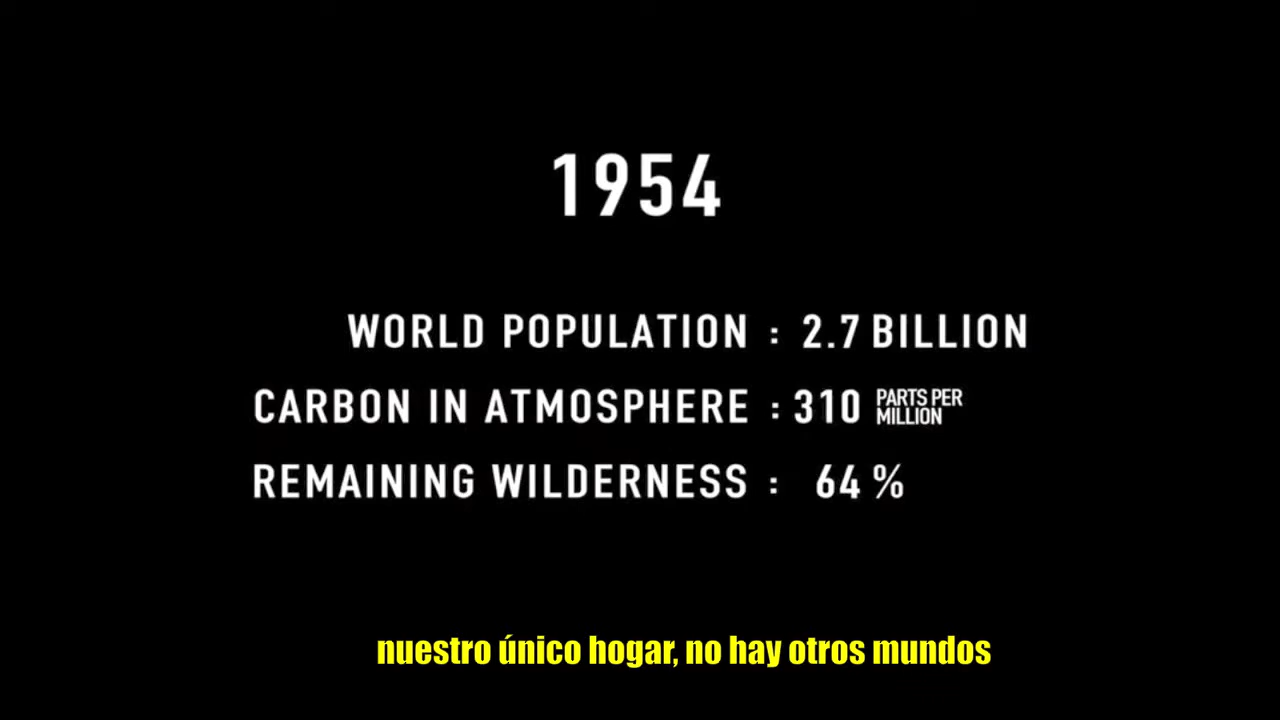 1954
WORLD POPULATION : 2.7 BILLION
CARBON IN ATMOSPHERE : 310 PARTS PER MILLION
REMAINING WILDERNESS : 64 %
nuestro único hogar, no hay otros mundos